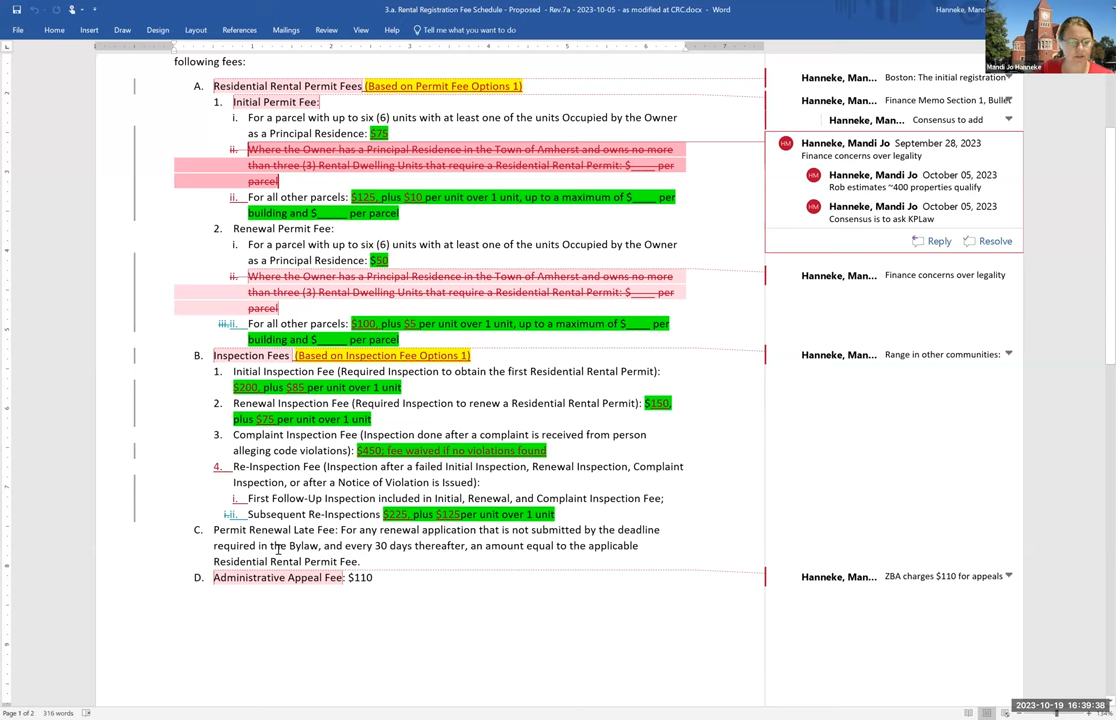 3.a. Rental Registration Fee Schedule - Proposed - Rev.7a - 2023-10-05 - as modified at CRC.docx - Word
Hanneke, Mand
File Home Insert Draw Design Layout References Mailings Review View Help Tell me what you want to do
Mandi Jo Hanneke
1 2 3 4 5 6 7
following fees:
A. Residential Rental Permit Fees (Based on Permit Fee Options 1)
1. Initial Permit Fee:
i. For a parcel with up to six (6) units with at least one of the units Occupied by the Owner
as a Principal Residence: $75
ii. Where the Owner has a Principal Residence in the Town of Amherst and owns no more
than three (3) Rental Dwelling Units that require a Residential Rental Permit: $____ per
parcel
ii. For all other parcels: $125, plus $10 per unit over 1 unit, up to a maximum of $____ per
building and $_____ per parcel
2. Renewal Permit Fee:
i. For a parcel with up to six (6) units with at least one of the units Occupied by the Owner
as a Principal Residence: $50
ii. Where the Owner has a Principal Residence in the Town of Amherst and owns no more
than three (3) Rental Dwelling Units that require a Residential Rental Permit: $____ per
parcel
iii.ii. For all other parcels: $100, plus $5 per unit over 1 unit, up to a maximum of $____ per
building and $_____ per parcel
B. Inspection Fees (Based on Inspection Fee Options 1)
1. Initial Inspection Fee (Required Inspection to obtain the first Residential Rental Permit):
$200, plus $85 per unit over 1 unit
2. Renewal Inspection Fee (Required Inspection to renew a Residential Rental Permit): $150,
plus $75 per unit over 1 unit
3. Complaint Inspection Fee (Inspection done after a complaint is received from person
alleging code violations): $450; fee waived if no violations found
4. Re-Inspection Fee (Inspection after a failed Initial Inspection, Renewal Inspection, Complaint
Inspection, or after a Notice of Violation is Issued):
i. First Follow-Up Inspection included in Initial, Renewal, and Complaint Inspection Fee;
i.ii. Subsequent Re-Inspections $225, plus $125per unit over 1 unit
C. Permit Renewal Late Fee: For any renewal application that is not submitted by the deadline
required in the Bylaw, and every 30 days thereafter, an amount equal to the applicable
Residential Rental Permit Fee.
D. Administrative Appeal Fee: $110
Hanneke, Man... Boston: The initial registration
Hanneke, Man... Finance Memo Section 1, Bullet
Hanneke, Man... Consensus to add
HM Hanneke, Mandi Jo September 28, 2023
Finance concerns over legality
HM Hanneke, Mandi Jo October 05, 2023
Rob estimates ~400 properties qualify
HM Hanneke, Mandi Jo October 05, 2023
Consensus is to ask KPLaw
Reply Resolve
Hanneke, Man... Finance concerns over legality
Hanneke, Man... Range in other communities:
Hanneke, Man... ZBA charges $110 for appeals
Page 1 of 2 316 words
2023-10-19 16:39:38